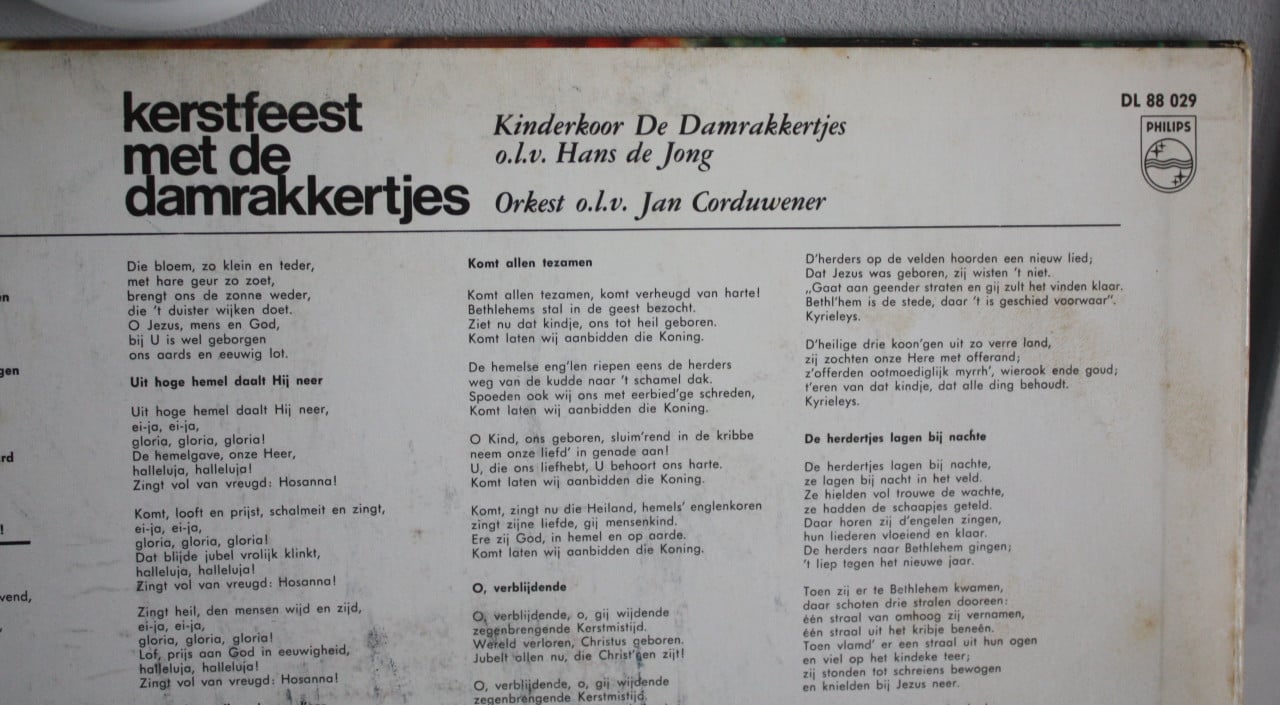 kerstfeest
met de
damrakkertjes
Kinderkoor De Damrakkertjes
o.l.v. Hans de Jong
Orkest o.l.v. Jan Corduwener
DL 88 029
PHILIPS
en
gen
rd
!
vend,
Die bloem, zo klein en teder,
met hare geur zo zoet,
brengt ons de zonne weder,
die 't duister wijken doet.
O Jezus, mens en God,
bij U is wel geborgen
ons aards en eeuwig lot.
Uit hoge hemel daalt Hij neer
Uit hoge hemel daalt Hij neer,
ei-ja, ei-ja,
gloria, gloria, gloria!
De hemelgave, onze Heer,
halleluja, halleluja!
Zingt vol van vreugd: Hosanna!
Komt, looft en prijst, schalmeit en zingt,
ei-ja, ei-ja,
gloria, gloria, gloria!
Dat blijde jubel vrolijk klinkt,
halleluja, halleluja!
Zingt vol van vreugd: Hosanna!
Zingt heil, den mensen wijd en zijd,
ei-ja, ei-ja,
gloria, gloria, gloria!
Lof, prijs aan God in eeuwigheid,
halleluja, halleluja!
Zingt vol van vreugd: Hosanna!
Komt allen tezamen
Komt allen tezamen, komt verheugd van harte!
Bethlehems stal in de geest bezocht.
Ziet nu dat kindje, ons tot heil geboren.
Komt laten wij aanbidden die Koning.
De hemelse eng'len riepen eens de herders
weg van de kudde naar 't schamel dak.
Spoeden ook wij ons met eerbied'ge schreden,
Komt laten wij aanbidden die Koning.
O Kind, ons geboren, sluim'rend in de kribbe
neem onze liefd' in genade aan!
U, die ons liefhebt, U behoort ons harte.
Komt laten wij aanbidden die Koning.
Komt, zingt nu die Heiland, hemels' englenkoren
zingt zijne liefde, gij mensenkind.
Ere zij God, in hemel en op aarde.
Komt laten wij aanbidden die Koning.
O, verblijdende
O, verblijdende, o, gij wijdende
zegenbrengende Kerstmistijd.
Wereld verloren, Christus geboren.
Jubelt allen nu, die Christ'nen zijt!
O, verblijdende, o, gij wijdende
zegenbrengende Kerstmistijd.
D'herders op de velden hoorden een nieuw lied;
Dat Jezus was geboren, zij wisten 't niet.
„Gaat aan geender straten en gij zult het vinden klaar.
Bethl'hem is de stede, daar 't is geschied voorwaar".
Kyrieleys.
D'heilige drie koon'gen uit zo verre land,
zij zochten onze Here met offerand;
z'offerden ootmoediglijk myrrh', wierook ende goud;
t'eren van dat kindje, dat alle ding behoudt.
Kyrieleys.
De herdertjes lagen bij nachte
De herdertjes lagen bij nachte,
ze lagen bij nacht in het veld.
Ze hielden vol trouwe de wachte,
ze hadden de schaapjes geteld.
Daar horen zij d'engelen zingen,
hun liederen vloeiend en klaar.
De herders naar Bethlehem gingen;
't liep tegen het nieuwe jaar.
Toen zij er te Bethlehem kwamen,
daar schoten drie stralen dooreen:
één straal van omhoog zij vernamen,
één straal uit het kribje beneên.
Toen vlamd' er een straal uit hun ogen
en viel op het kindeke teer;
zij stonden tot schreiens bewogen
en knielden bij Jezus neer.